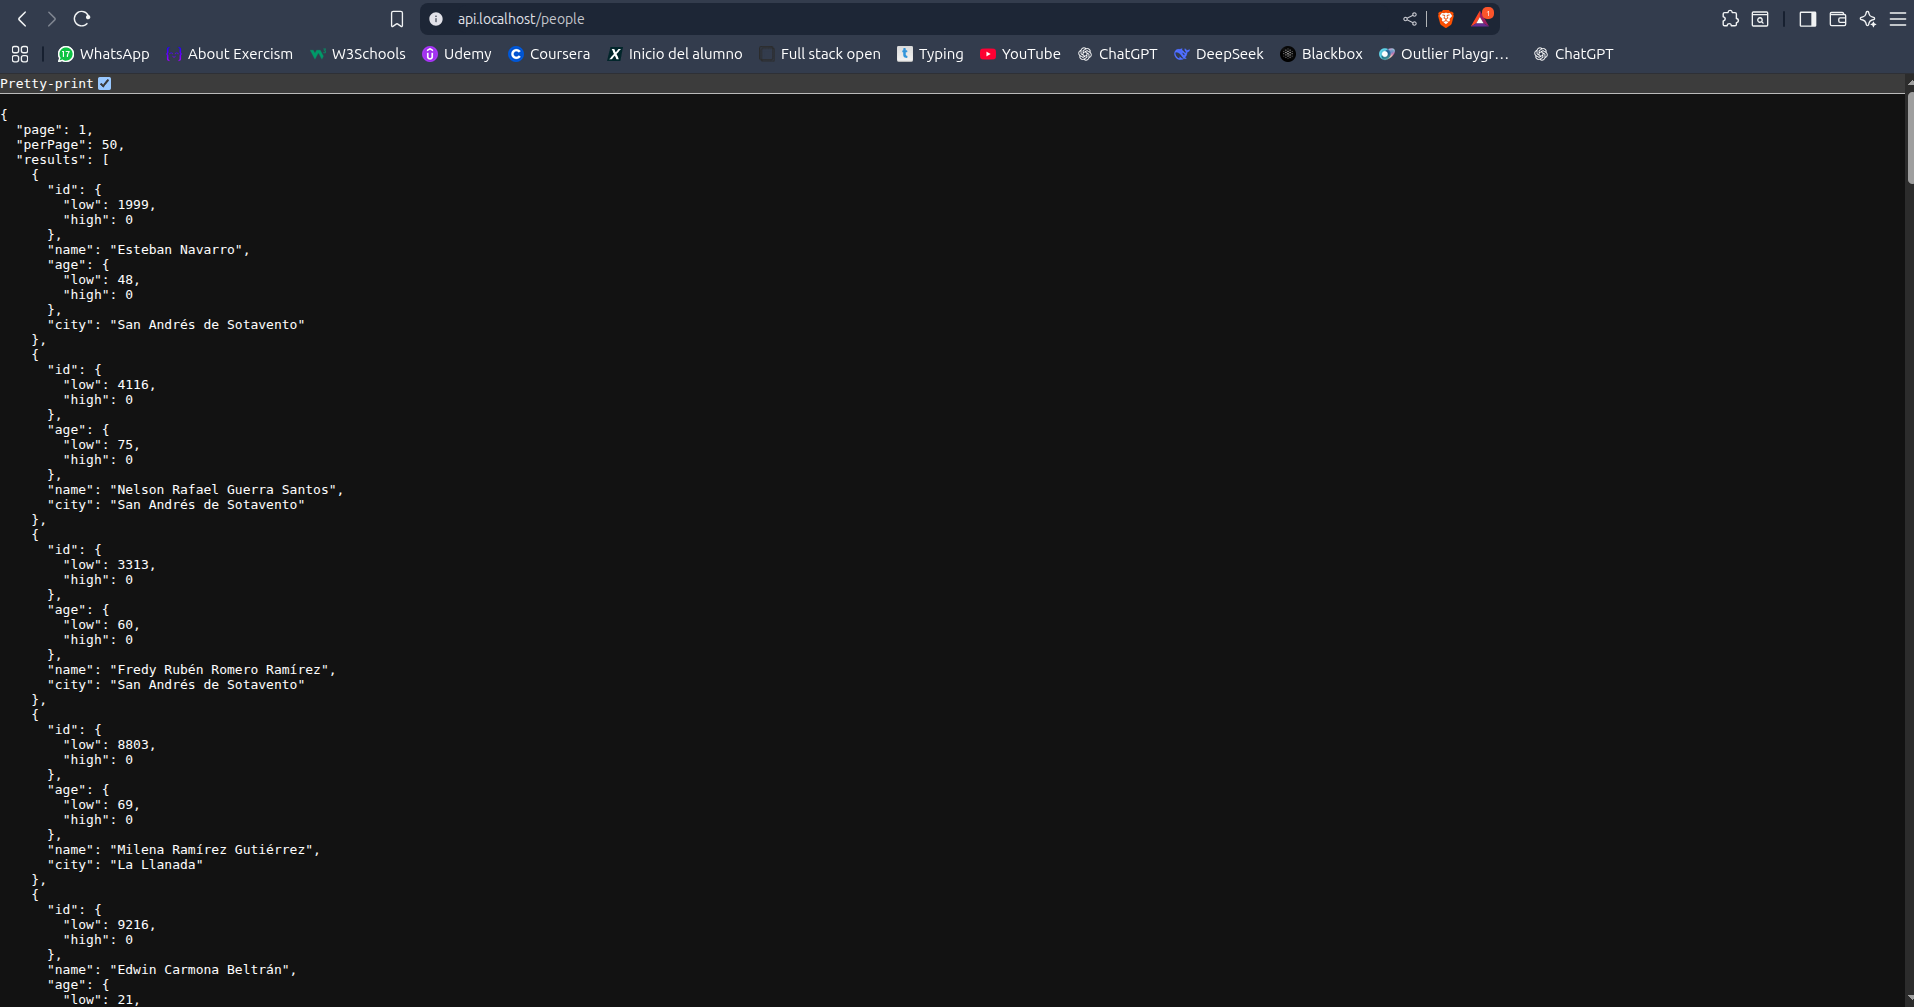 api.localhost/people
1
17 WhatsApp About Exercism W3Schools Udemy Coursera Inicio del alumno Full stack open Typing YouTube ChatGPT DeepSeek Blackbox Outlier Playgr... ChatGPT
Pretty-print
{
  "page": 1,
  "perPage": 50,
  "results": [
    {
      "id": {
        "low": 1999,
        "high": 0
      },
      "name": "Esteban Navarro",
      "age": {
        "low": 48,
        "high": 0
      },
      "city": "San Andrés de Sotavento"
    },
    {
      "id": {
        "low": 4116,
        "high": 0
      },
      "age": {
        "low": 75,
        "high": 0
      },
      "name": "Nelson Rafael Guerra Santos",
      "city": "San Andrés de Sotavento"
    },
    {
      "id": {
        "low": 3313,
        "high": 0
      },
      "age": {
        "low": 60,
        "high": 0
      },
      "name": "Fredy Rubén Romero Ramírez",
      "city": "San Andrés de Sotavento"
    },
    {
      "id": {
        "low": 8803,
        "high": 0
      },
      "age": {
        "low": 69,
        "high": 0
      },
      "name": "Milena Ramírez Gutiérrez",
      "city": "La Llanada"
    },
    {
      "id": {
        "low": 9216,
        "high": 0
      },
      "name": "Edwin Carmona Beltrán",
      "age": {
        "low": 21,